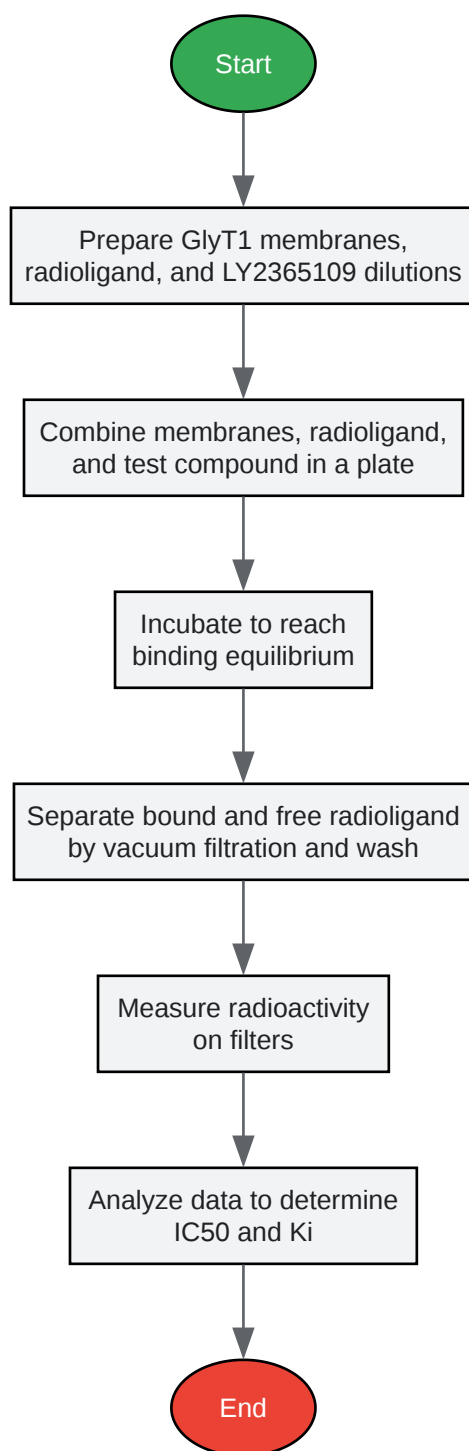 Start
Prepare GlyT1 membranes,
radioligand, and LY2365109 dilutions
Combine membranes, radioligand,
and test compound in a plate
Incubate to reach
binding equilibrium
Separate bound and free radioligand
by vacuum filtration and wash
Measure radioactivity
on filters
Analyze data to determine
IC50 and Ki
End